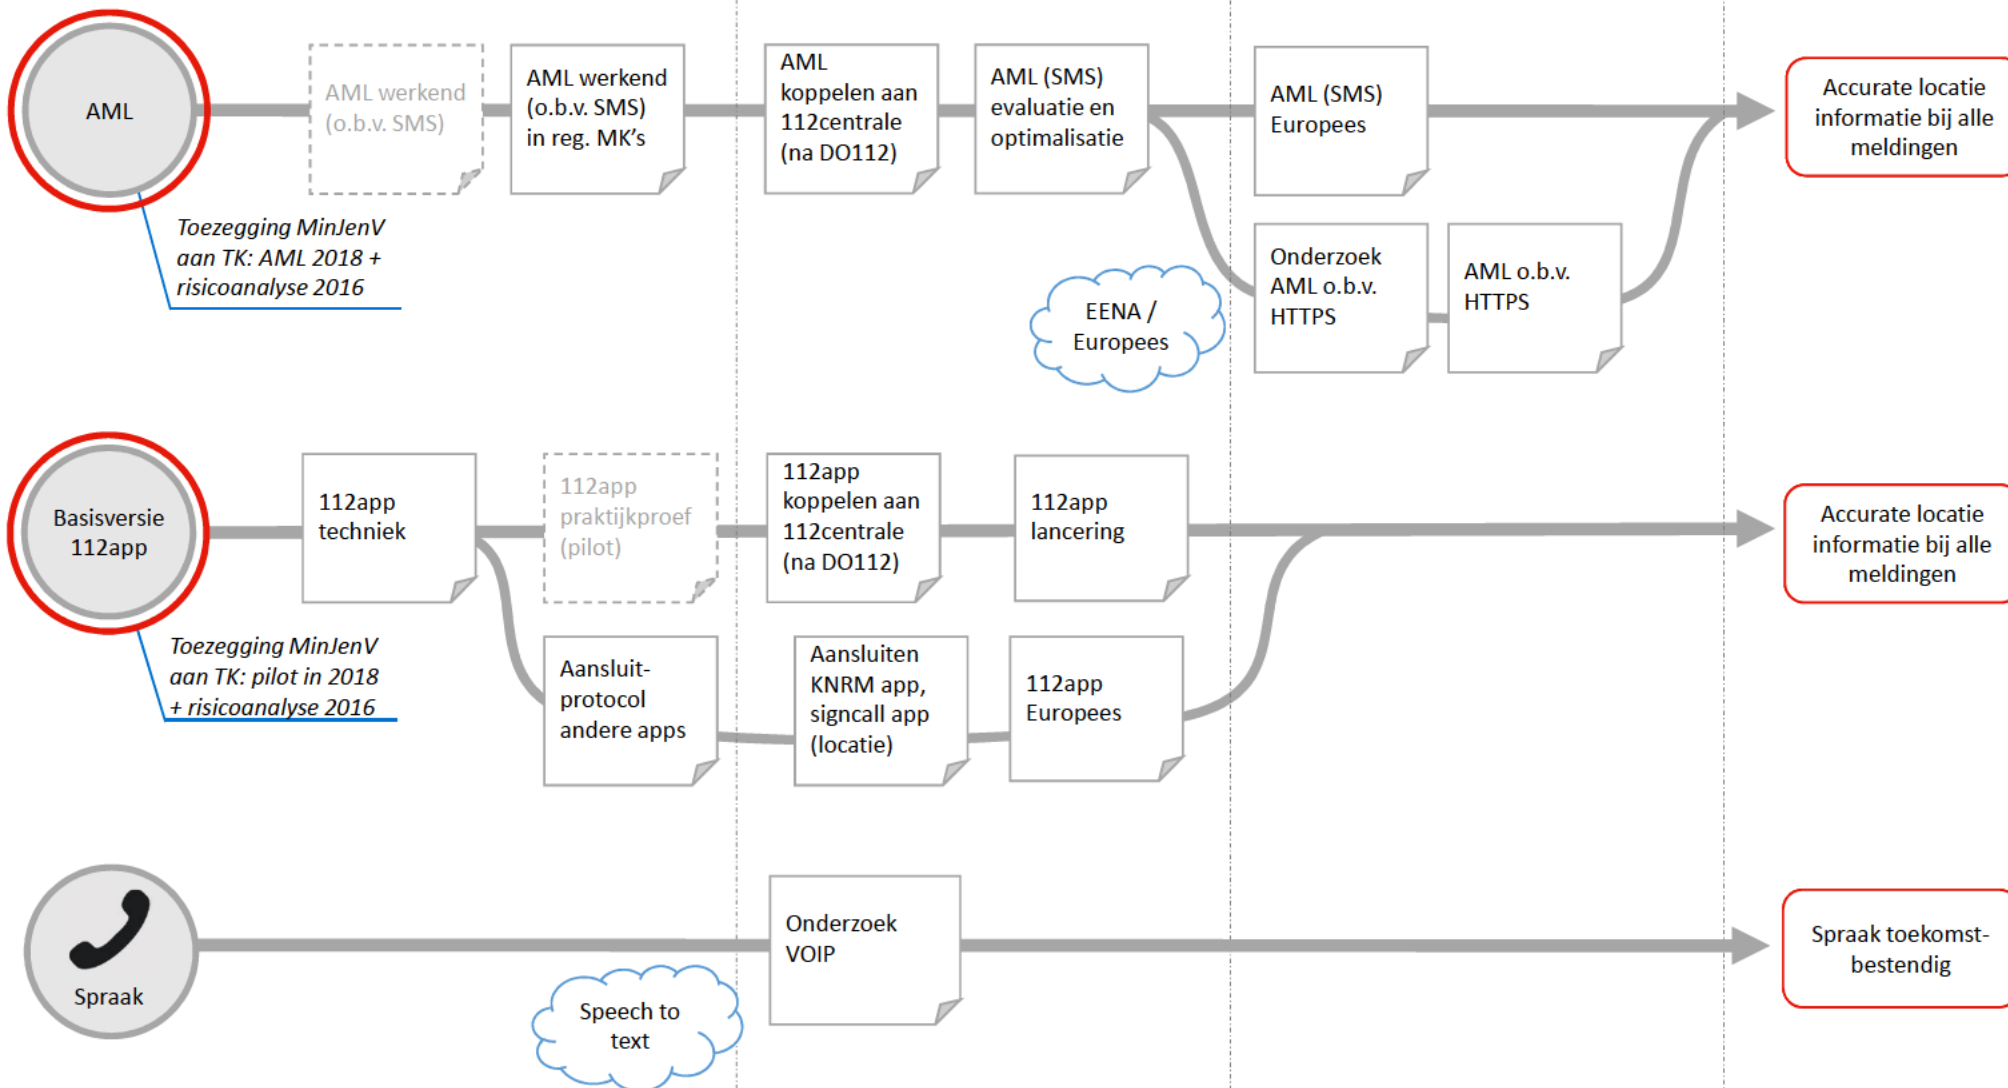 AML
AML werkend
(o.b.v. SMS)
AML werkend
(o.b.v. SMS)
in reg. MK's
AML
koppelen aan
112centrale
(na DO112)
AML (SMS)
evaluatie en
optimalisatie
AML (SMS)
Europees
Accurate locatie
informatie bij alle
meldingen
Toezegging MinJenV
aan TK: AML 2018 +
risicoanalyse 2016
EENA /
Europees
Onderzoek
AML o.b.v.
HTTPS
AML o.b.v.
HTTPS
Basisversie
112app
112app
techniek
112app
praktijkproef
(pilot)
112app
koppelen aan
112centrale
(na DO112)
112app
lancering
Accurate locatie
informatie bij alle
meldingen
Toezegging MinJenV
aan TK: pilot in 2018
+ risicoanalyse 2016
Aansluit-
protocol
andere apps
Aansluiten
KNRM app,
signcall app
(locatie)
112app
Europees
Spraak
Speech to
text
Onderzoek
VOIP
Spraak toekomst-
bestendig